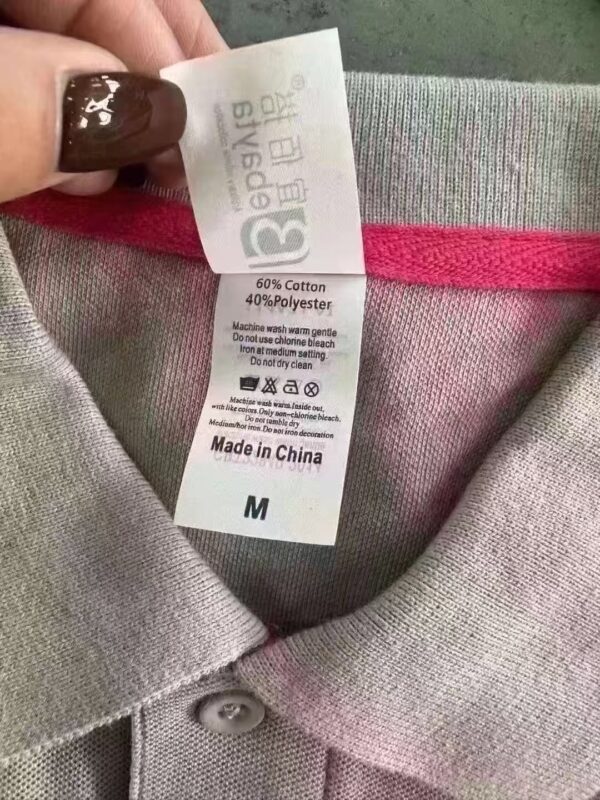 ebayta
60% Cotton
40%Polyester
Machine wash warm gentle
Do not use chlorine bleach
Iron at medium setting.
Do not dry clean
Machine wash warm.Inside out,
with like colors.Only non-chlorine bleach.
Do not tamble dry
Medium/hot iron.Do not iron decoration
Made in China
M